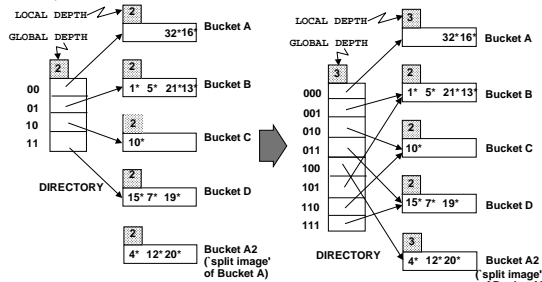 LOCAL DEPTH
2
32*16*
Bucket A
GLOBAL DEPTH
2
2
00
1* 5* 21*13*
Bucket B
01
10
2
11
10*
Bucket C
2
DIRECTORY
15* 7* 19*
Bucket D
2
4* 12*20*
Bucket A2
(`split image'
of Bucket A)
LOCAL DEPTH
3
32*16*
Bucket A
GLOBAL DEPTH
3
2
000
1* 5* 21*13*
Bucket B
001
010
2
011
10*
Bucket C
100
101
2
110
15* 7* 19*
Bucket D
111
3
DIRECTORY
4* 12*20*
Bucket A2
(`split image'